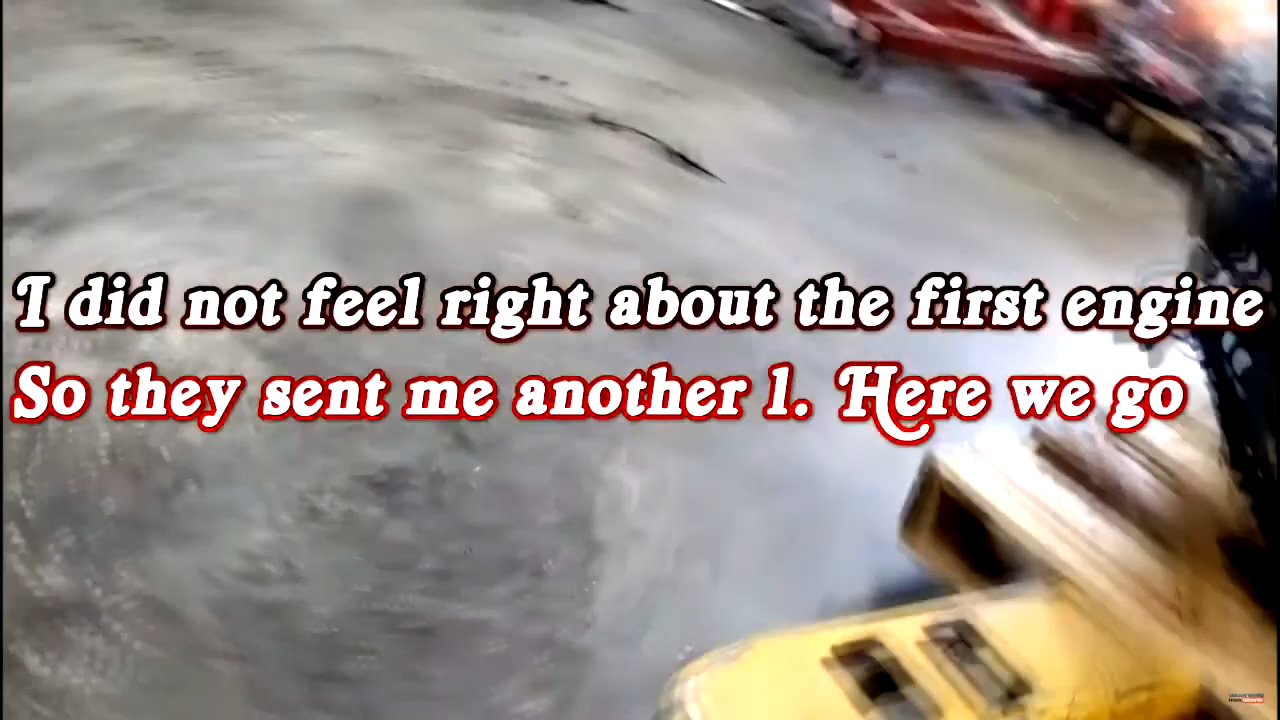 I did not feel right about the first engine
So they sent me another 1. Here we go